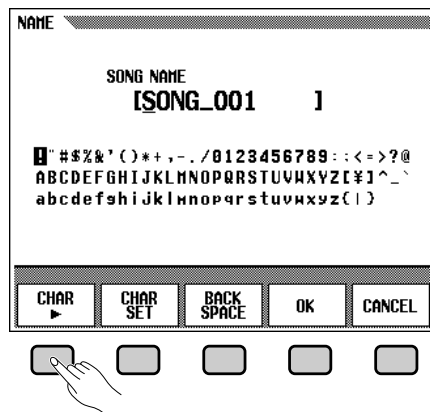 NAME
SONG NAME
[SONG_001 ]
!"#$%&'()*+,-./0123456789:;<=>?@
ABCDEFGHIJKLMNOPQRSTUVWXYZ[¥]^_`
abcdefghijklmnopqrstuvwxyz{|}
CHAR ► CHAR SET BACK SPACE OK CANCEL